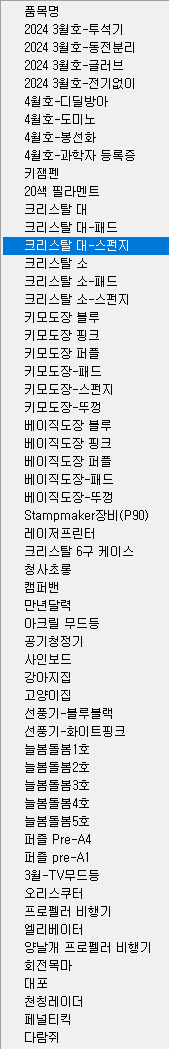 품목명
2024 3월호-투석기
2024 3월호-동전분리
2024 3월호-글러브
2024 3월호-전기없이
4월호-디딜방아
4월호-도미노
4월호-봉선화
4월호-과학자 등록증
키잼펜
20색 필라멘트
크리스탈 대
크리스탈 대-패드
크리스탈 대-스펀지
크리스탈 소
크리스탈 소-패드
크리스탈 소-스펀지
키모도장 블루
키모도장 핑크
키모도장 퍼플
키모도장-패드
키모도장-스펀지
키모도장-뚜껑
베이직도장 블루
베이직도장 핑크
베이직도장 퍼플
베이직도장-패드
베이직도장-뚜껑
Stampmaker장비(P90)
레이저프린터
크리스탈 6구 케이스
청사초롱
캠퍼밴
만년달력
아크릴 무드등
공기청정기
사인보드
강아지집
고양이집
선풍기-블루블랙
선풍기-화이트핑크
늘봄돌봄1호
늘봄돌봄2호
늘봄돌봄3호
늘봄돌봄4호
늘봄돌봄5호
퍼즐 Pre-A4
퍼즐 pre-A1
3월-TV무드등
오리스쿠터
프로펠러 비행기
엘리베이터
양날개 프로펠러 비행기
회전목마
대포
천칭레이더
페널티킥
다람쥐